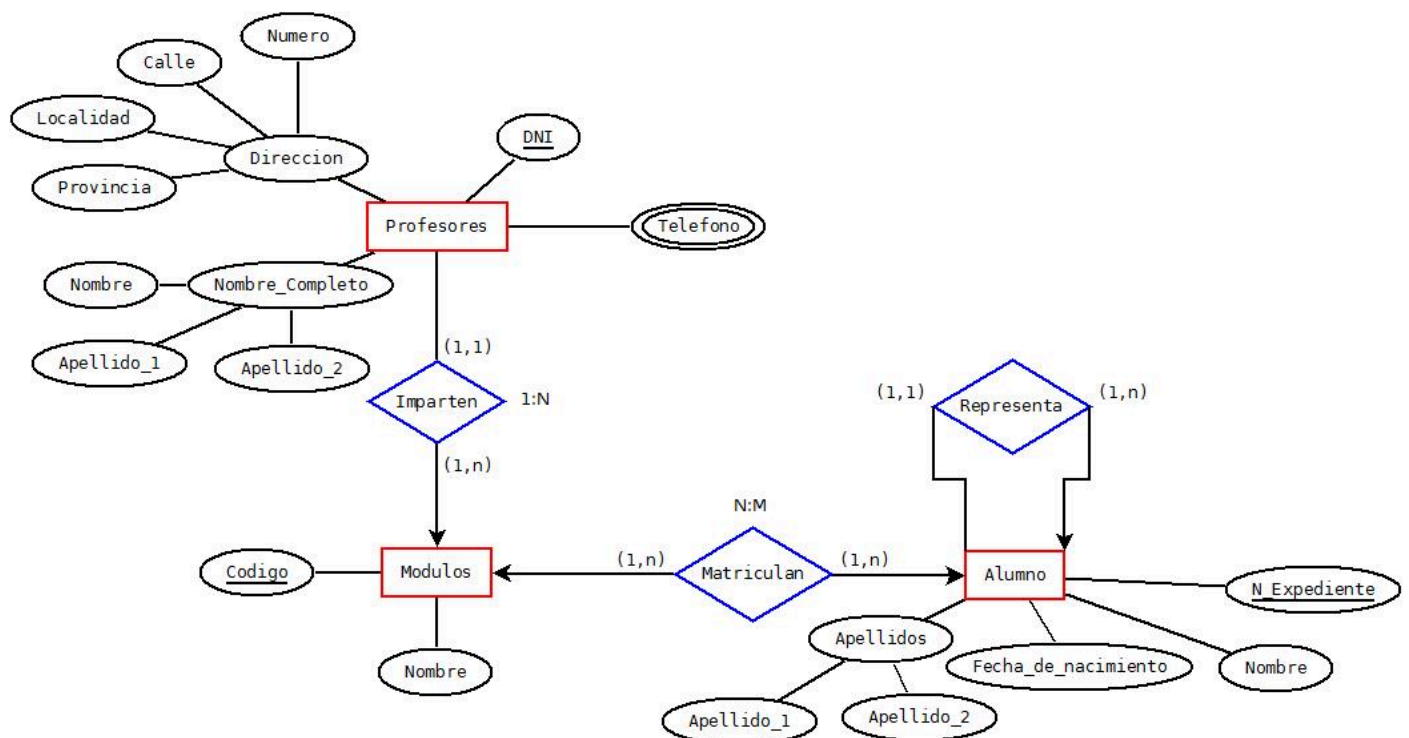 Numero
Calle
Localidad
DNI
Direccion
Provincia
Profesores
Telefono
Nombre
Nombre_Completo
Apellido_1
Apellido_2
(1,1)
Imparten
1:N
(1,n)
(1,1)
Representa
(1,n)
N:M
Codigo
Modulos
(1,n)
Matriculan
(1,n)
Alumno
N_Expediente
Nombre
Apellidos
Fecha_de_nacimiento
Nombre
Apellido_1
Apellido_2